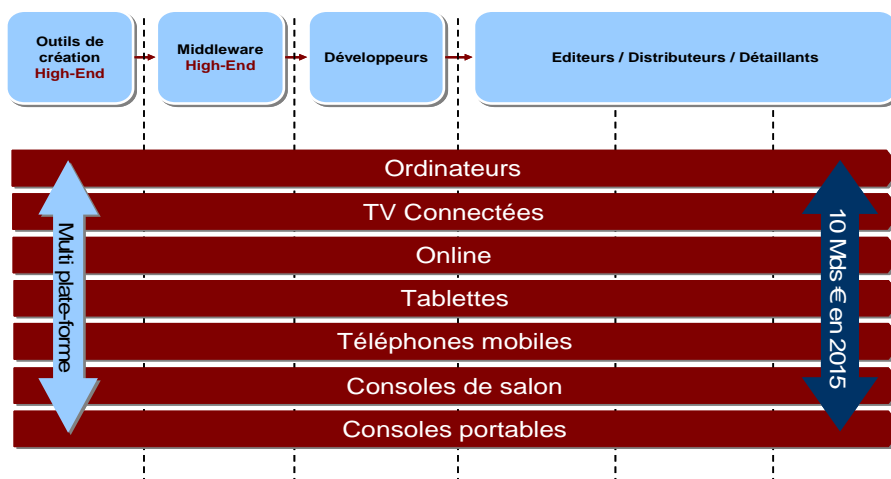 Outils de
création
High-End
Middleware
High-End
Développeurs
Editeurs / Distributeurs / Détaillants
Ordinateurs
TV Connectées
Online
Tablettes
Téléphones mobiles
Consoles de salon
Consoles portables
Multi plate-forme
10 Mds € en 2015